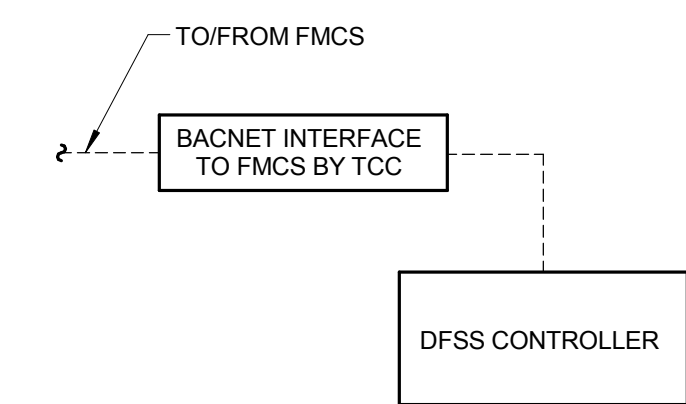 TO/FROM FMCS
BACNET INTERFACE
TO FMCS BY TCC
DFSS CONTROLLER